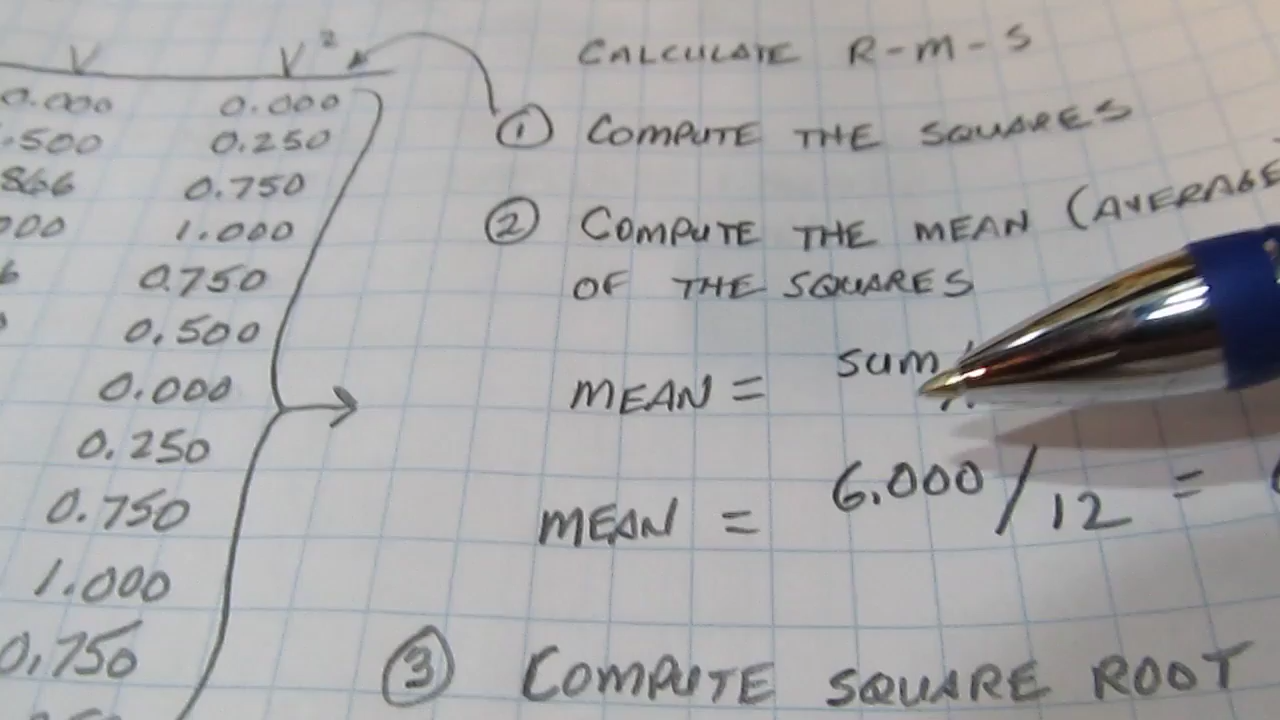 V V²
0.000 0.000
.500 0.250
866 0.750
000 1.000
6 0.750
0.500
0.000
0.250
0.750
1.000
0.750
CALCULATE R-M-S
① COMPUTE THE SQUARES
② COMPUTE THE MEAN (AVERAGE
OF THE SQUARES
MEAN = SUM
MEAN = 6.000/12 =
③ COMPUTE SQUARE ROOT